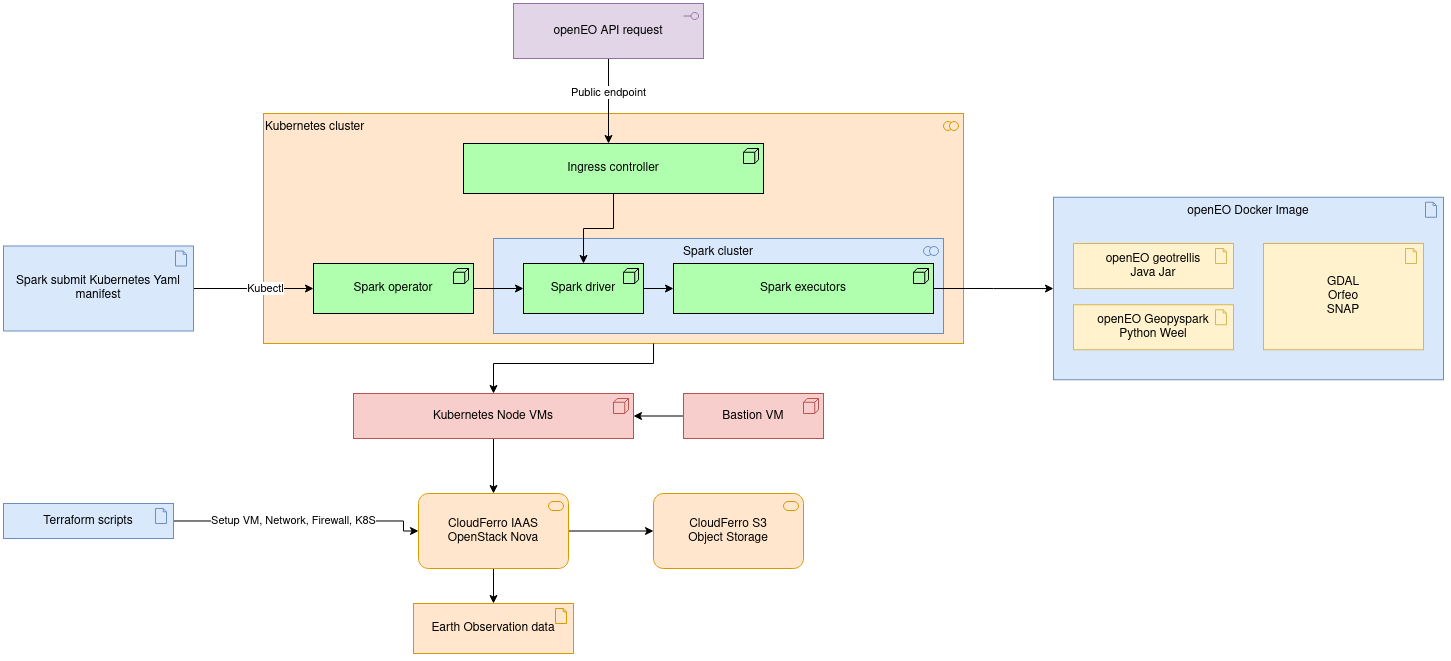 openEO API request
Public endpoint
Kubernetes cluster
Ingress controller
openEO Docker Image
Spark cluster
Spark submit Kubernetes Yaml
manifest
Kubectl
Spark operator
Spark driver
Spark executors
openEO geotrellis
Java Jar
openEO Geopyspark
Python Weel
GDAL
Orfeo
SNAP
Kubernetes Node VMs
Bastion VM
Terraform scripts
Setup VM, Network, Firewall, K8S
CloudFerro IAAS
OpenStack Nova
CloudFerro S3
Object Storage
Earth Observation data